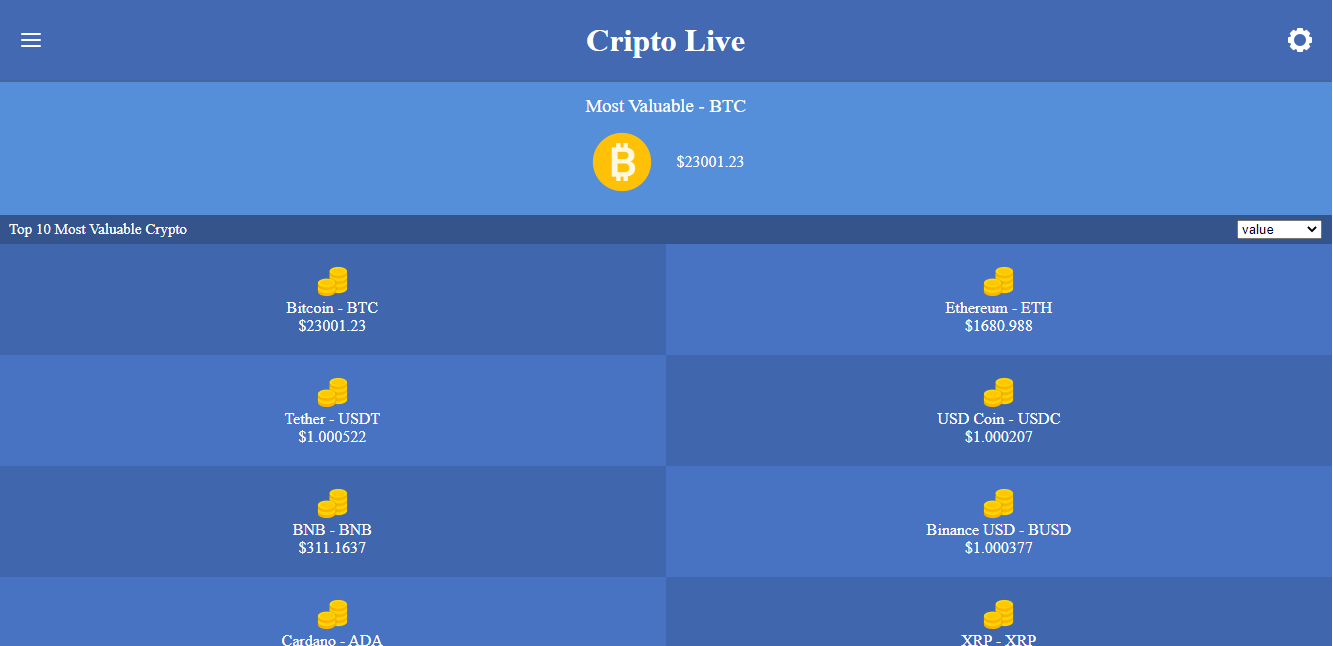 Cripto Live
Most Valuable - BTC
$23001.23
Top 10 Most Valuable Crypto
value
Bitcoin - BTC
$23001.23
Ethereum - ETH
$1680.988
Tether - USDT
$1.000522
USD Coin - USDC
$1.000207
BNB - BNB
$311.1637
Binance USD - BUSD
$1.000377
Cardano - ADA
XRP - XRP